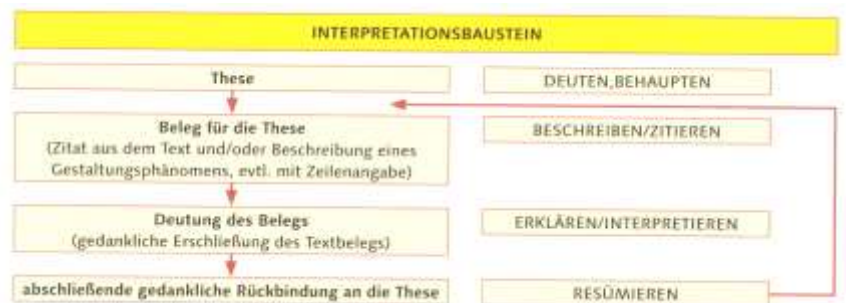 INTERPRETATIONSBAUSTEIN
These
DEUTEN,BEHAUPTEN
Beleg für die These
(Zitat aus dem Text und/oder Beschreibung eines
Gestaltungsphänomens, evtl. mit Zeilenangabe)
BESCHREIBEN/ZITIEREN
Deutung des Belegs
(gedankliche Erschließung des Textbelegs)
ERKLÄREN/INTERPRETIEREN
abschließende gedankliche Rückbindung an die These
RESÜMIEREN